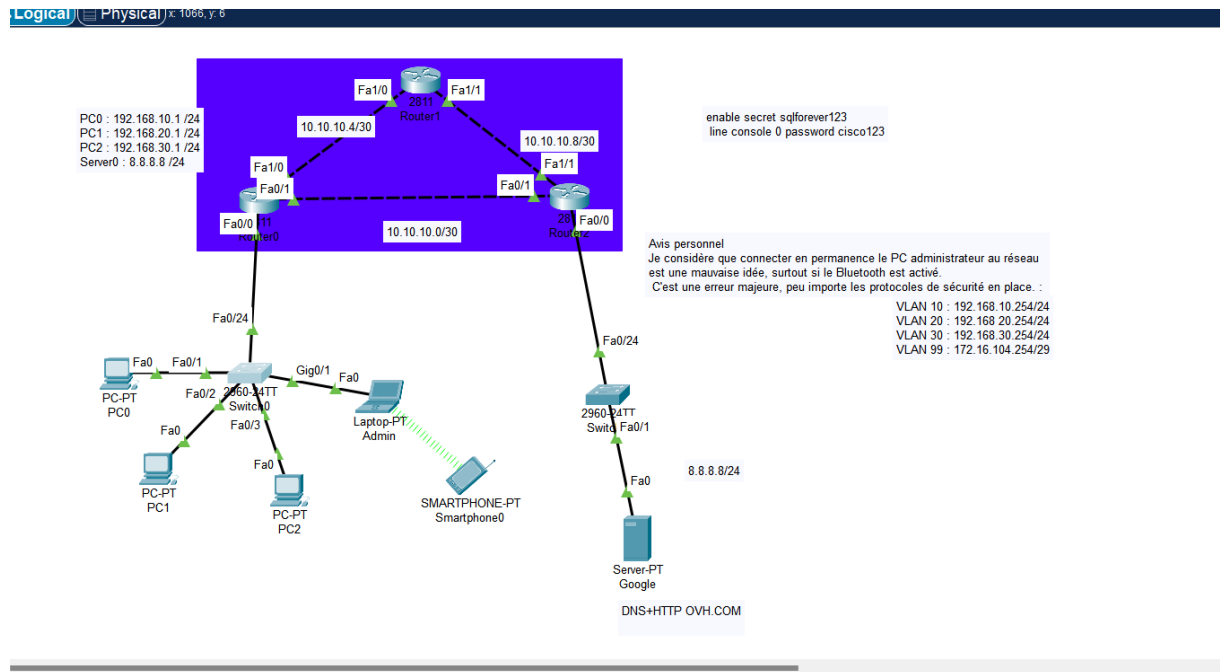 Logical Physical x: 1066, y: 6
Fa1/0 Fa1/1
2811
Router1
PC0 : 192.168.10.1 /24
PC1 : 192.168.20.1 /24
PC2 : 192.168.30.1 /24
Server0 : 8.8.8.8 /24
enable secret sqlforever123
line console 0 password cisco123
10.10.10.4/30
10.10.10.8/30
Fa1/0
Fa1/1
Fa0/1
Fa0/1
Fa0/0
Router0
10.10.10.0/30
Fa0/0
Router2
Avis personnel
Je considère que connecter en permanence le PC administrateur au réseau
est une mauvaise idée, surtout si le Bluetooth est activé.
C'est une erreur majeure, peu importe les protocoles de sécurité en place. :
VLAN 10 : 192.168.10.254/24
VLAN 20 : 192.168 20.254/24
VLAN 30 : 192.168.30.254/24
VLAN 99 : 172.16.104.254/29
Fa0/24
Fa0/24
Fa0 Fa0/1
Gig0/1
Fa0
PC-PT
PC0
Fa0/2
2960-24TT
Switch0
Fa0/3
Laptop-PT
Admin
2960-24TT
Fa0/1
Fa0
Fa0
PC-PT
PC1
PC-PT
PC2
SMARTPHONE-PT
Smartphone0
8.8.8.8/24
Fa0
Server-PT
Google
DNS+HTTP OVH.COM